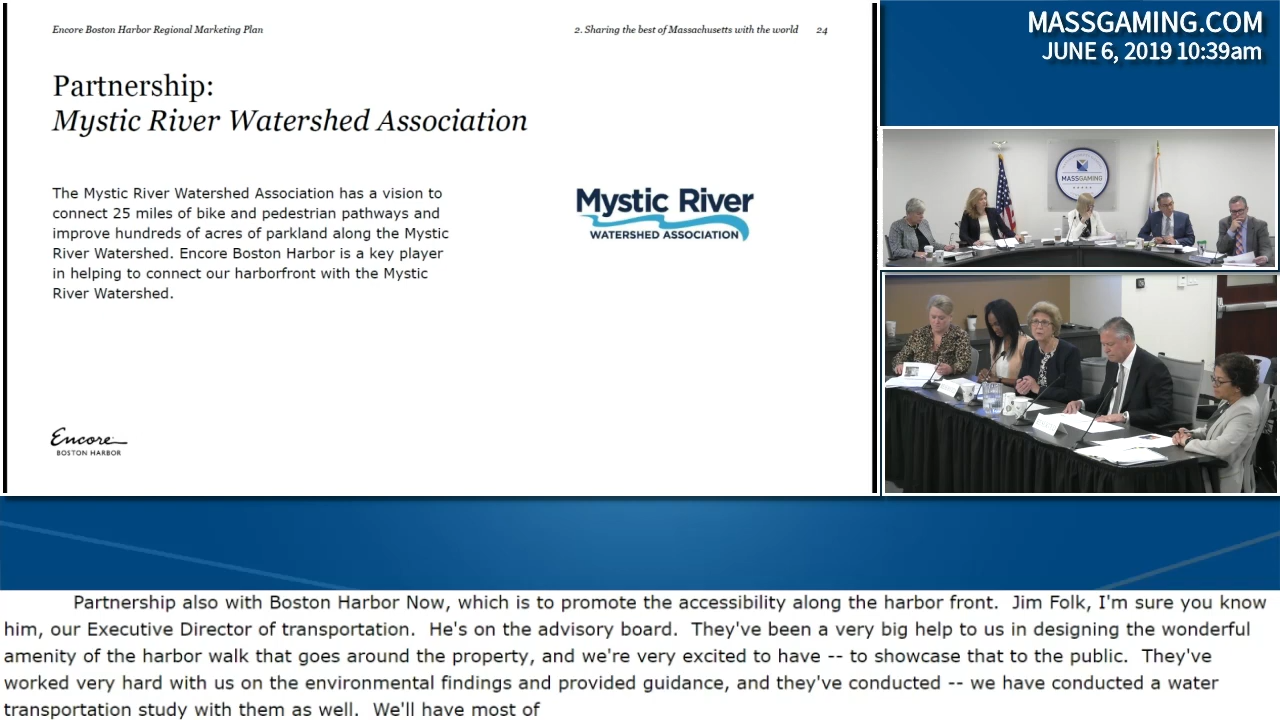 Encore Boston Harbor Regional Marketing Plan
2. Sharing the best of Massachusetts with the world 24
Partnership:
Mystic River Watershed Association
The Mystic River Watershed Association has a vision to
connect 25 miles of bike and pedestrian pathways and
improve hundreds of acres of parkland along the Mystic
River Watershed. Encore Boston Harbor is a key player
in helping to connect our harborfront with the Mystic
River Watershed.
Mystic River
WATERSHED ASSOCIATION
Encore
BOSTON HARBOR
MASSGAMING.COM
JUNE 6, 2019 10:39am
MASSGAMING
Partnership also with Boston Harbor Now, which is to promote the accessibility along the harbor front. Jim Folk, I'm sure you know
him, our Executive Director of transportation. He's on the advisory board. They've been a very big help to us in designing the wonderful
amenity of the harbor walk that goes around the property, and we're very excited to have -- to showcase that to the public. They've
worked very hard with us on the environmental findings and provided guidance, and they've conducted -- we have conducted a water
transportation study with them as well. We'll have most of